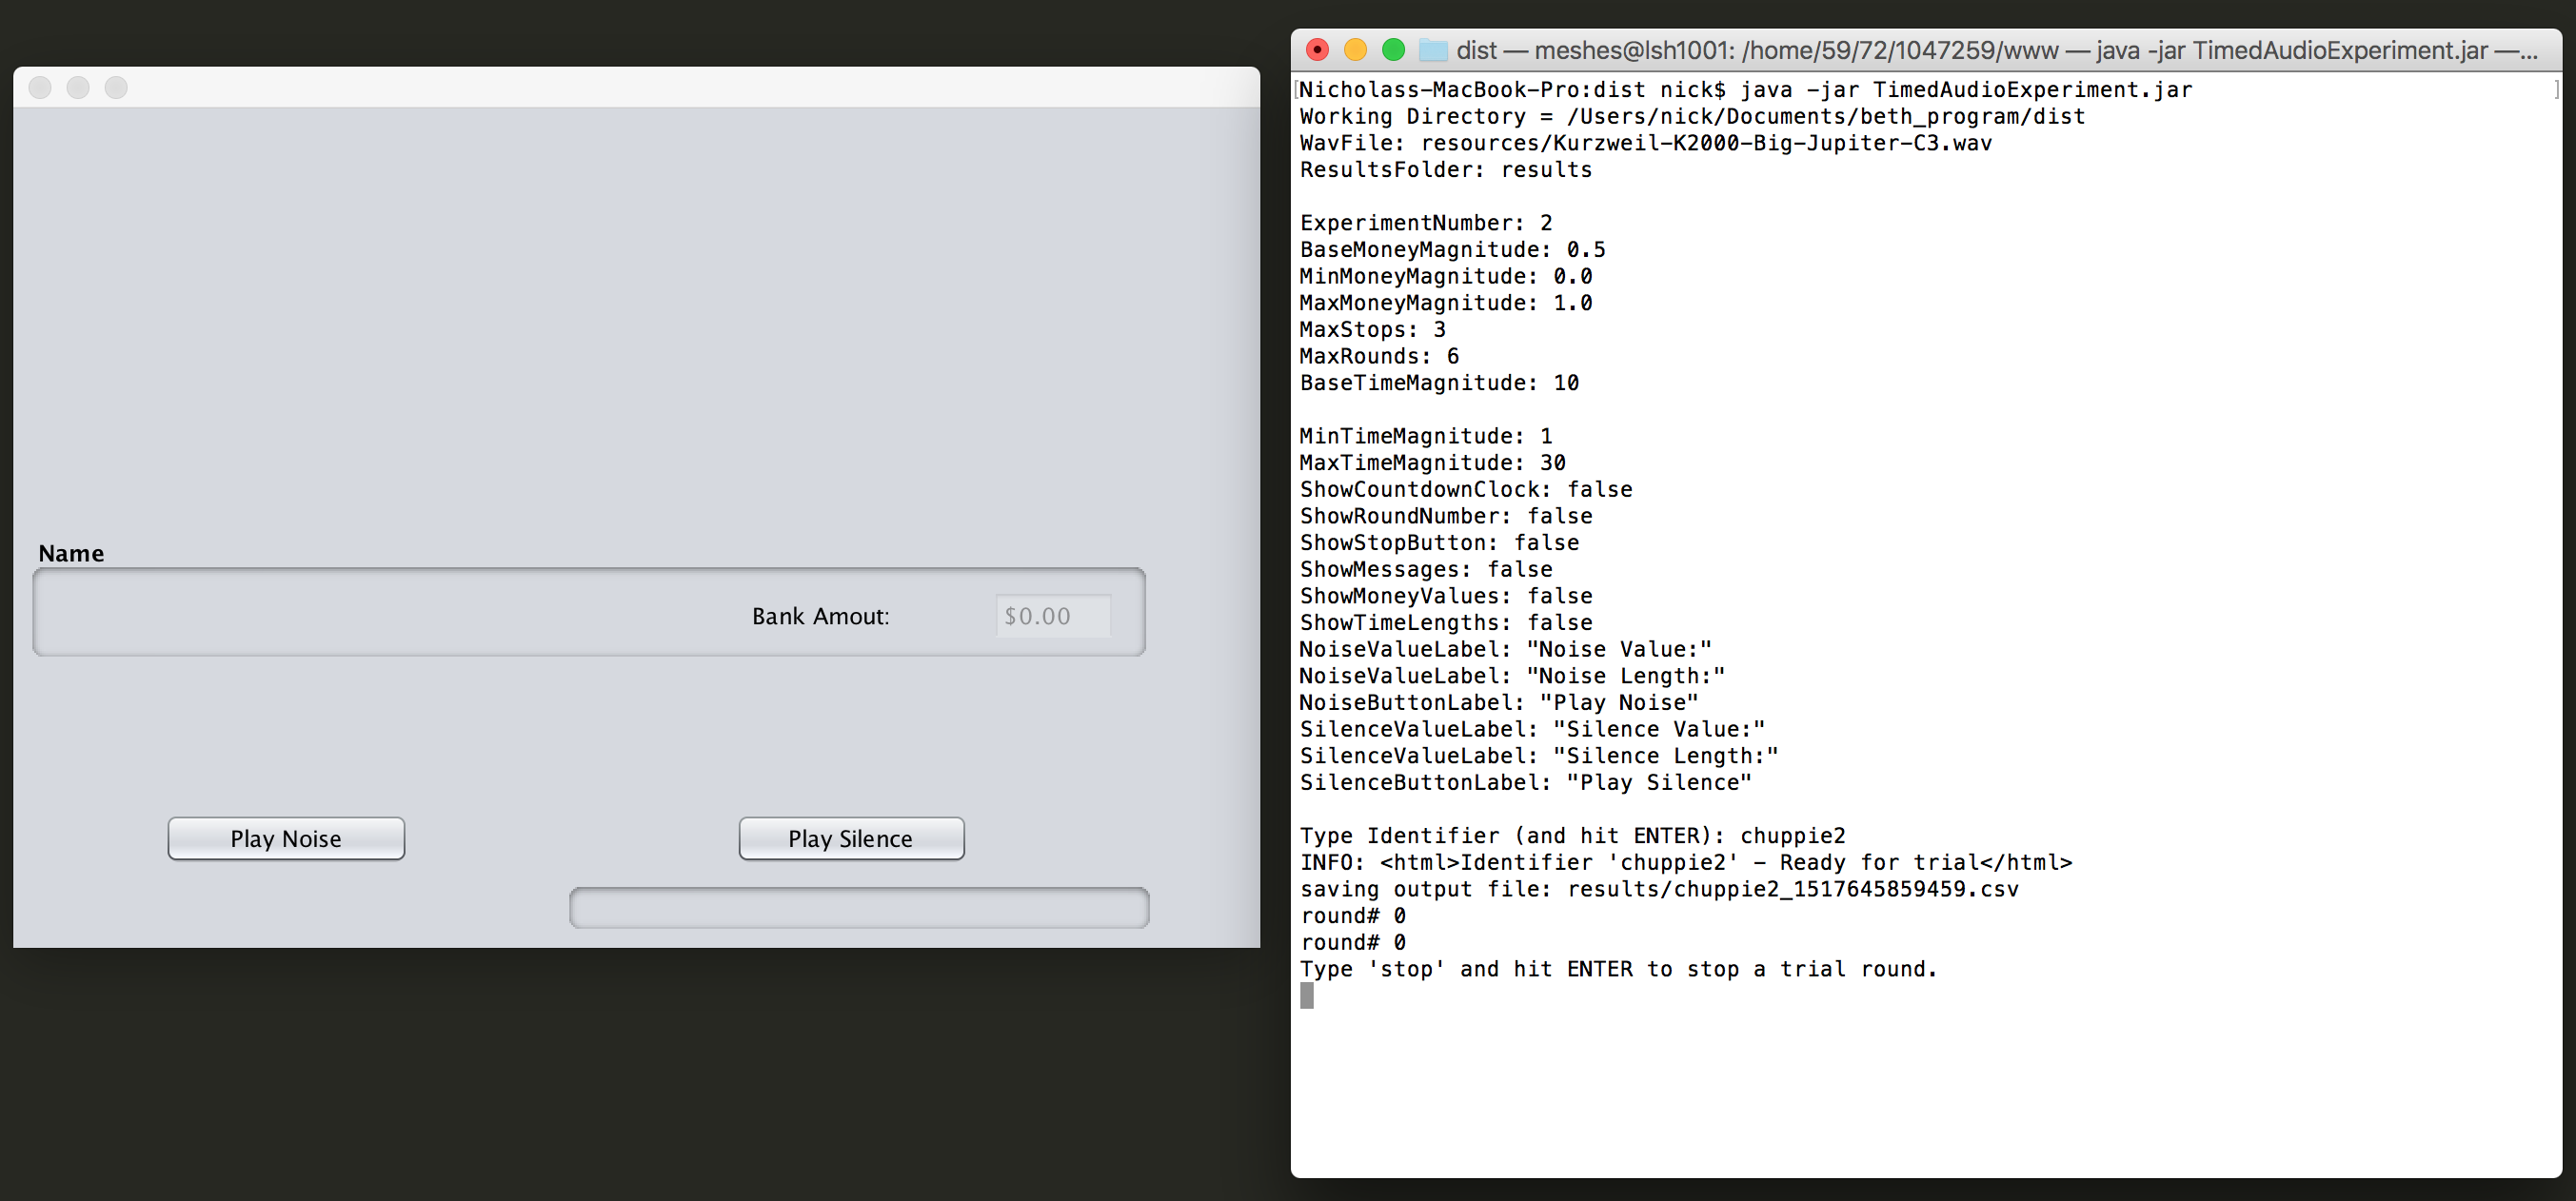 Name
Bank Amout:
$0.00
Play Noise
Play Silence
dist — meshes@lsh1001: /home/59/72/1047259/www — java -jar TimedAudioExperiment.jar —...
[Nicholass-MacBook-Pro:dist nick$ java -jar TimedAudioExperiment.jar ]
Working Directory = /Users/nick/Documents/beth_program/dist
WavFile: resources/Kurzweil-K2000-Big-Jupiter-C3.wav
ResultsFolder: results
ExperimentNumber: 2
BaseMoneyMagnitude: 0.5
MinMoneyMagnitude: 0.0
MaxMoneyMagnitude: 1.0
MaxStops: 3
MaxRounds: 6
BaseTimeMagnitude: 10
MinTimeMagnitude: 1
MaxTimeMagnitude: 30
ShowCountdownClock: false
ShowRoundNumber: false
ShowStopButton: false
ShowMessages: false
ShowMoneyValues: false
ShowTimeLengths: false
NoiseValueLabel: "Noise Value:"
NoiseValueLabel: "Noise Length:"
NoiseButtonLabel: "Play Noise"
SilenceValueLabel: "Silence Value:"
SilenceValueLabel: "Silence Length:"
SilenceButtonLabel: "Play Silence"
Type Identifier (and hit ENTER): chuppie2
INFO: <html>Identifier 'chuppie2' - Ready for trial</html>
saving output file: results/chuppie2_1517645859459.csv
round# 0
round# 0
Type 'stop' and hit ENTER to stop a trial round.